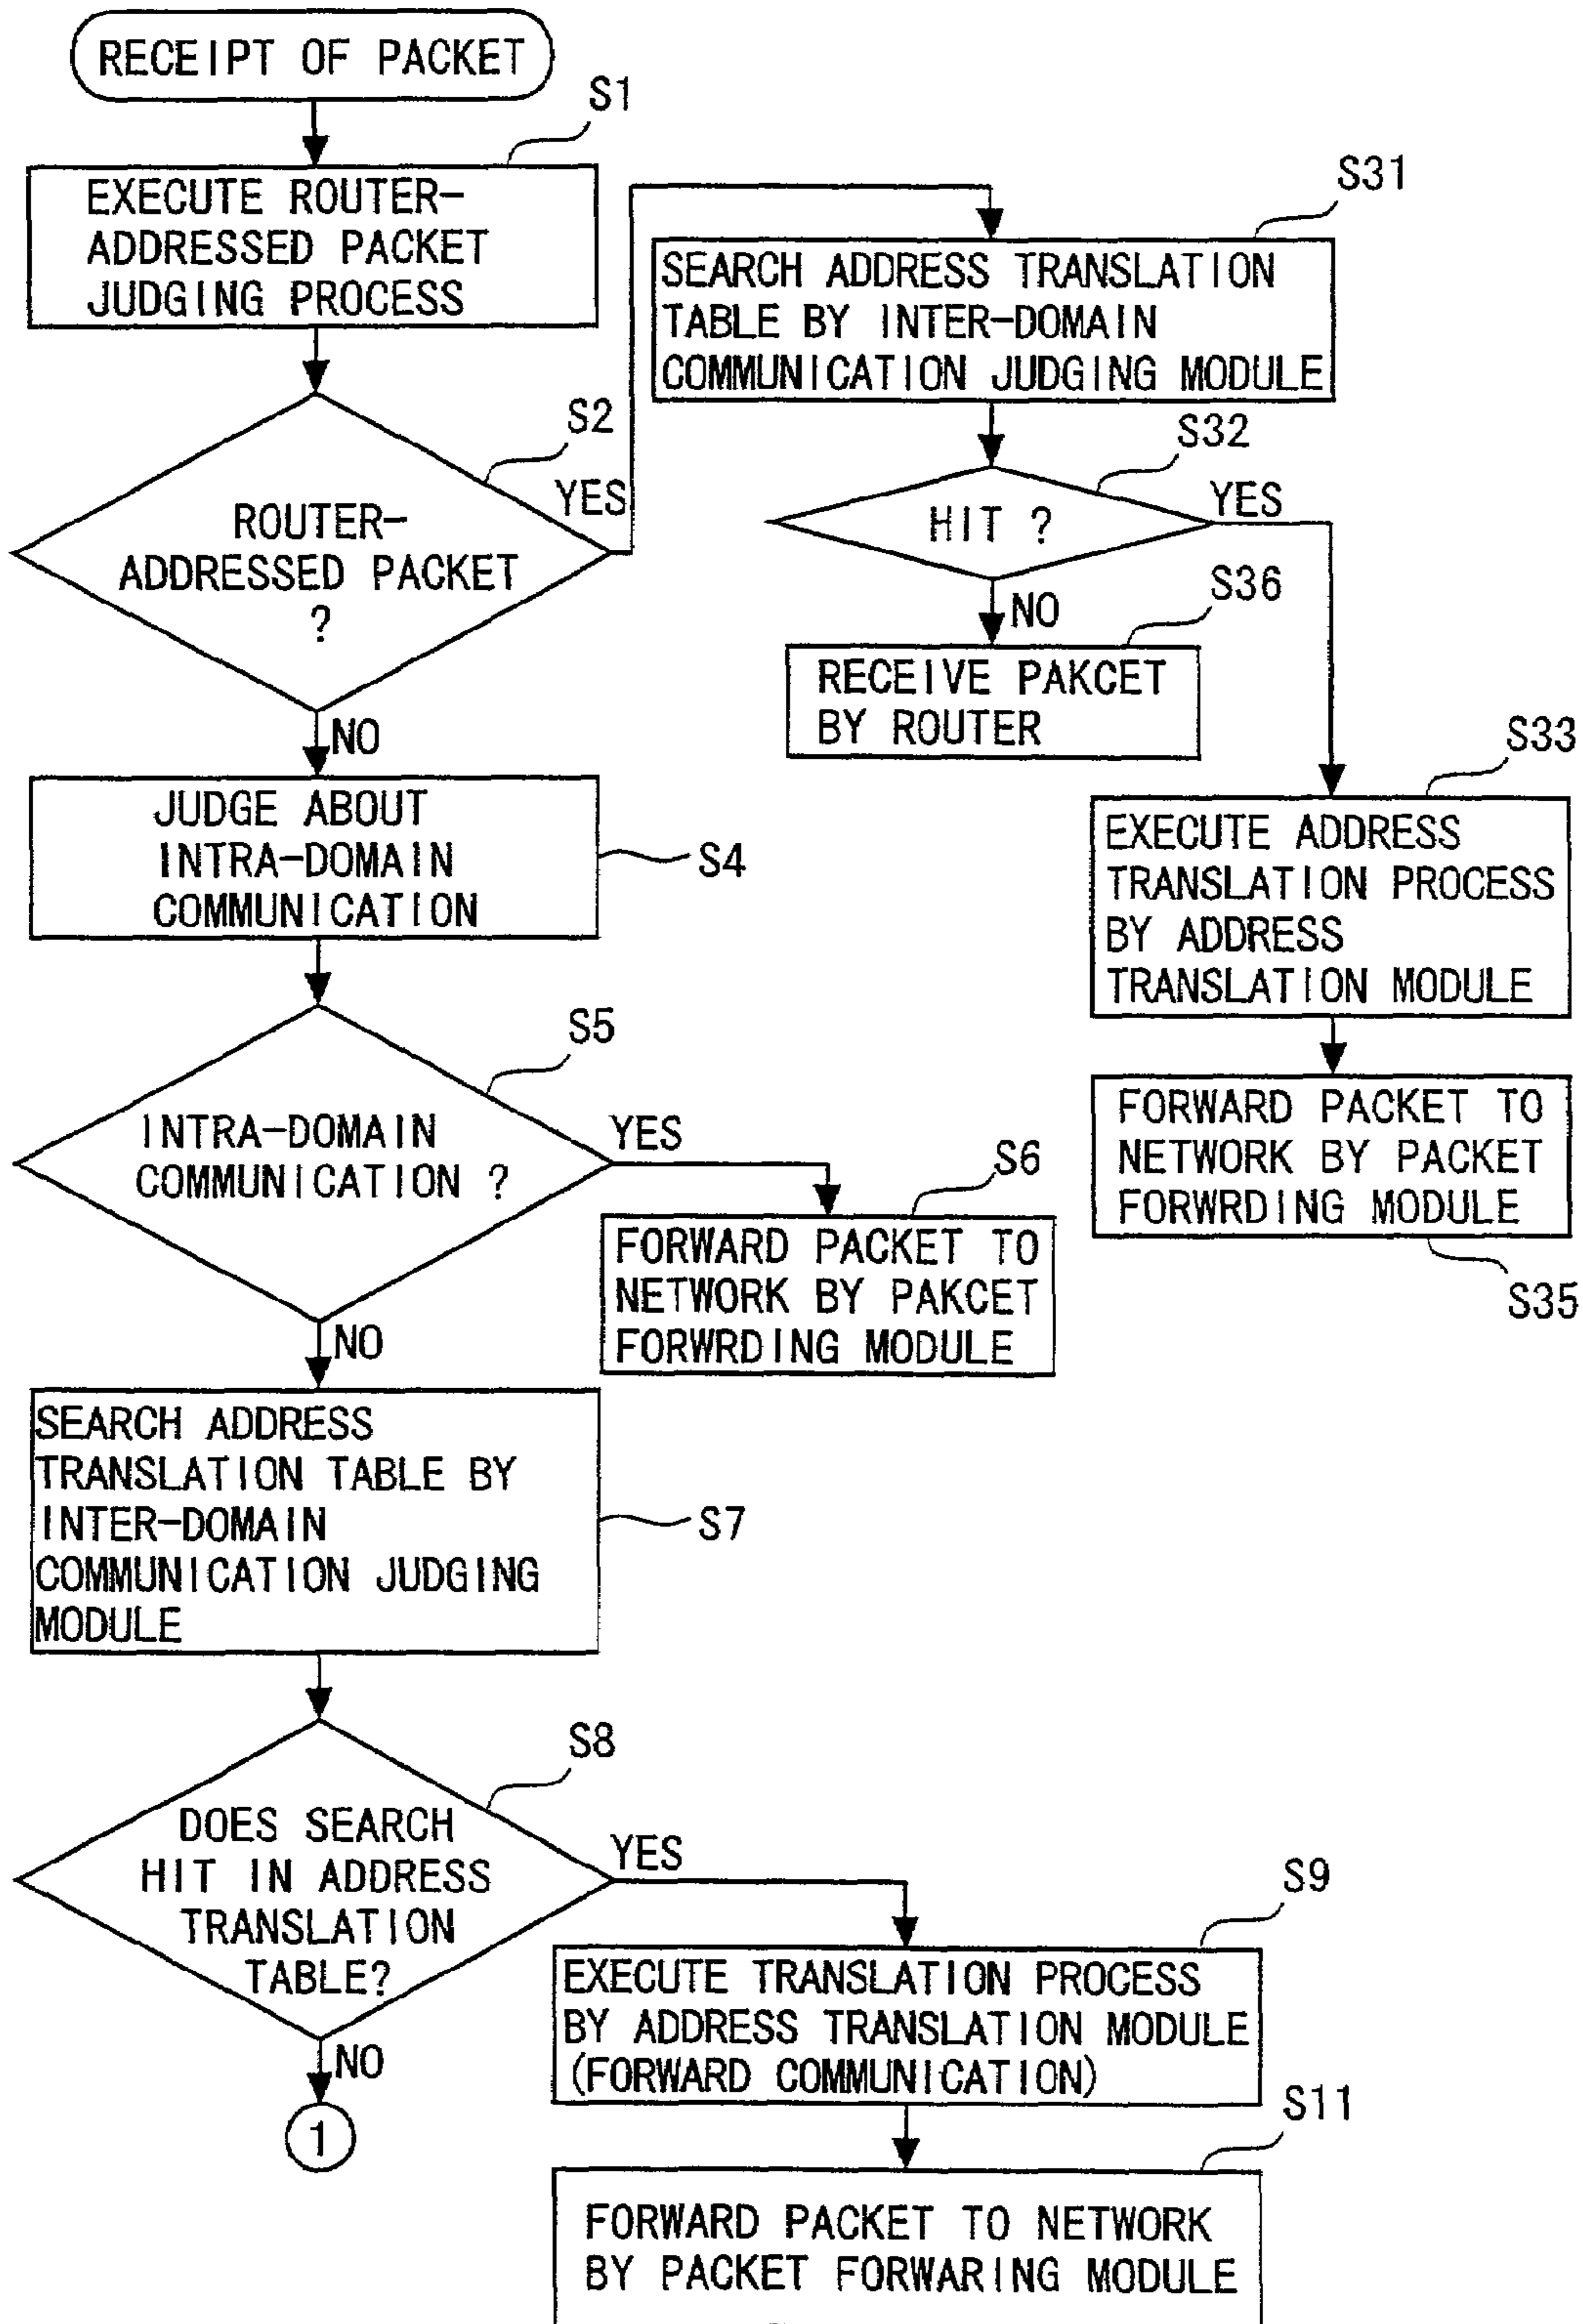 RECEIPT OF PACKET
S1
EXECUTE ROUTER-
ADDRESSED PACKET
JUDGING PROCESS
S2
YES
ROUTER-
ADDRESSED PACKET
?
NO
S31
SEARCH ADDRESS TRANSLATION
TABLE BY INTER-DOMAIN
COMMUNICATION JUDGING MODULE
S32
HIT ?
YES
NO
S36
RECEIVE PAKCET
BY ROUTER
S33
EXECUTE ADDRESS
TRANSLATION PROCESS
BY ADDRESS
TRANSLATION MODULE
FORWARD PACKET TO
NETWORK BY PACKET
FORWRDING MODULE
S35
JUDGE ABOUT
INTRA-DOMAIN
COMMUNICATION
S4
S5
INTRA-DOMAIN
COMMUNICATION ?
YES
S6
FORWARD PACKET TO
NETWORK BY PAKCET
FORWRDING MODULE
NO
SEARCH ADDRESS
TRANSLATION TABLE BY
INTER-DOMAIN
COMMUNICATION JUDGING
MODULE
S7
S8
DOES SEARCH
HIT IN ADDRESS
TRANSLATION
TABLE?
YES
NO
1
S9
EXECUTE TRANSLATION PROCESS
BY ADDRESS TRANSLATION MODULE
(FORWARD COMMUNICATION)
S11
FORWARD PACKET TO NETWORK
BY PACKET FORWARING MODULE